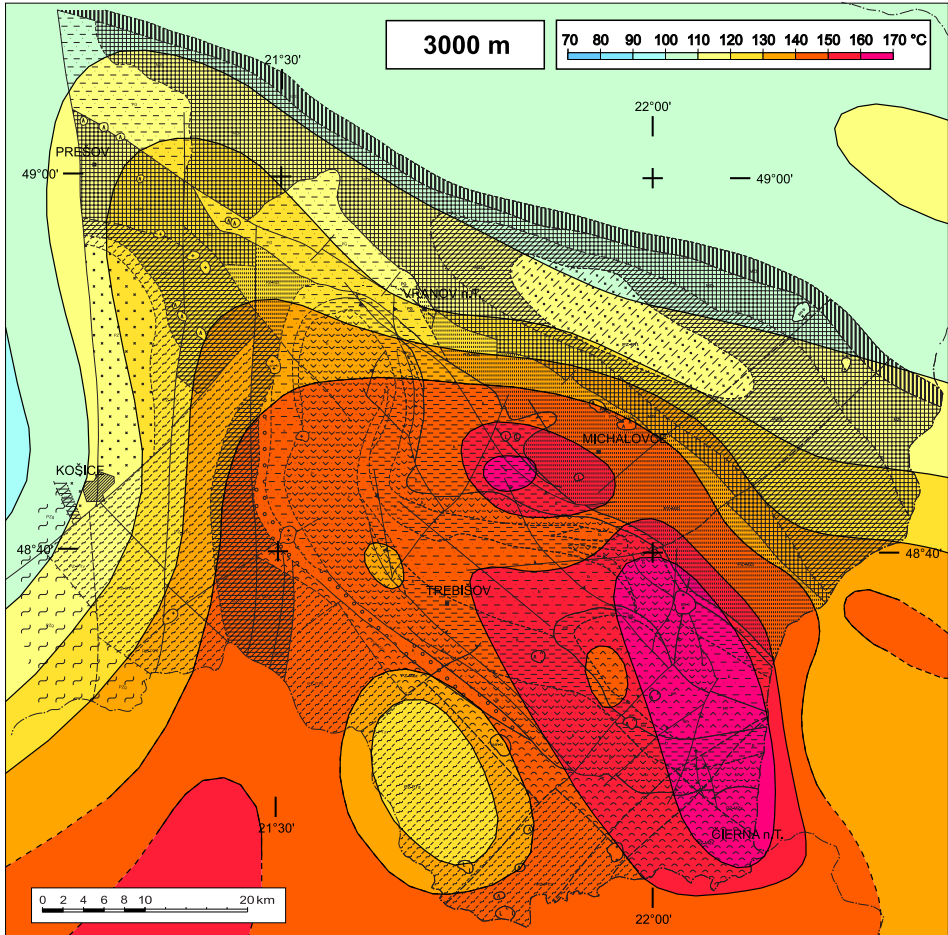 3000 m
70 80 90 100 110 120 130 140 150 160 170 °C
21°30'
22°00'
PREŠOV
49°00'
49°00'
VRANOV n.T.
MICHALOVCE
KOŠICE
48°40'
48°40'
TREBIŠOV
21°30'
ČIERNA n.T.
0 2 4 6 8 10 20 km
22°00'